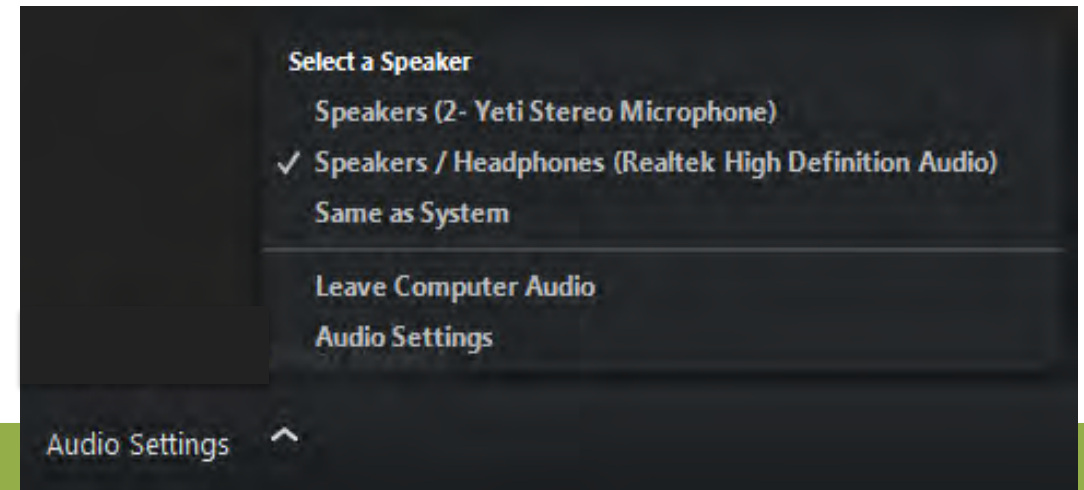 Select a Speaker
Speakers (2- Yeti Stereo Microphone)
Speakers / Headphones (Realtek High Definition Audio)
Same as System
Leave Computer Audio
Audio Settings
Audio Settings